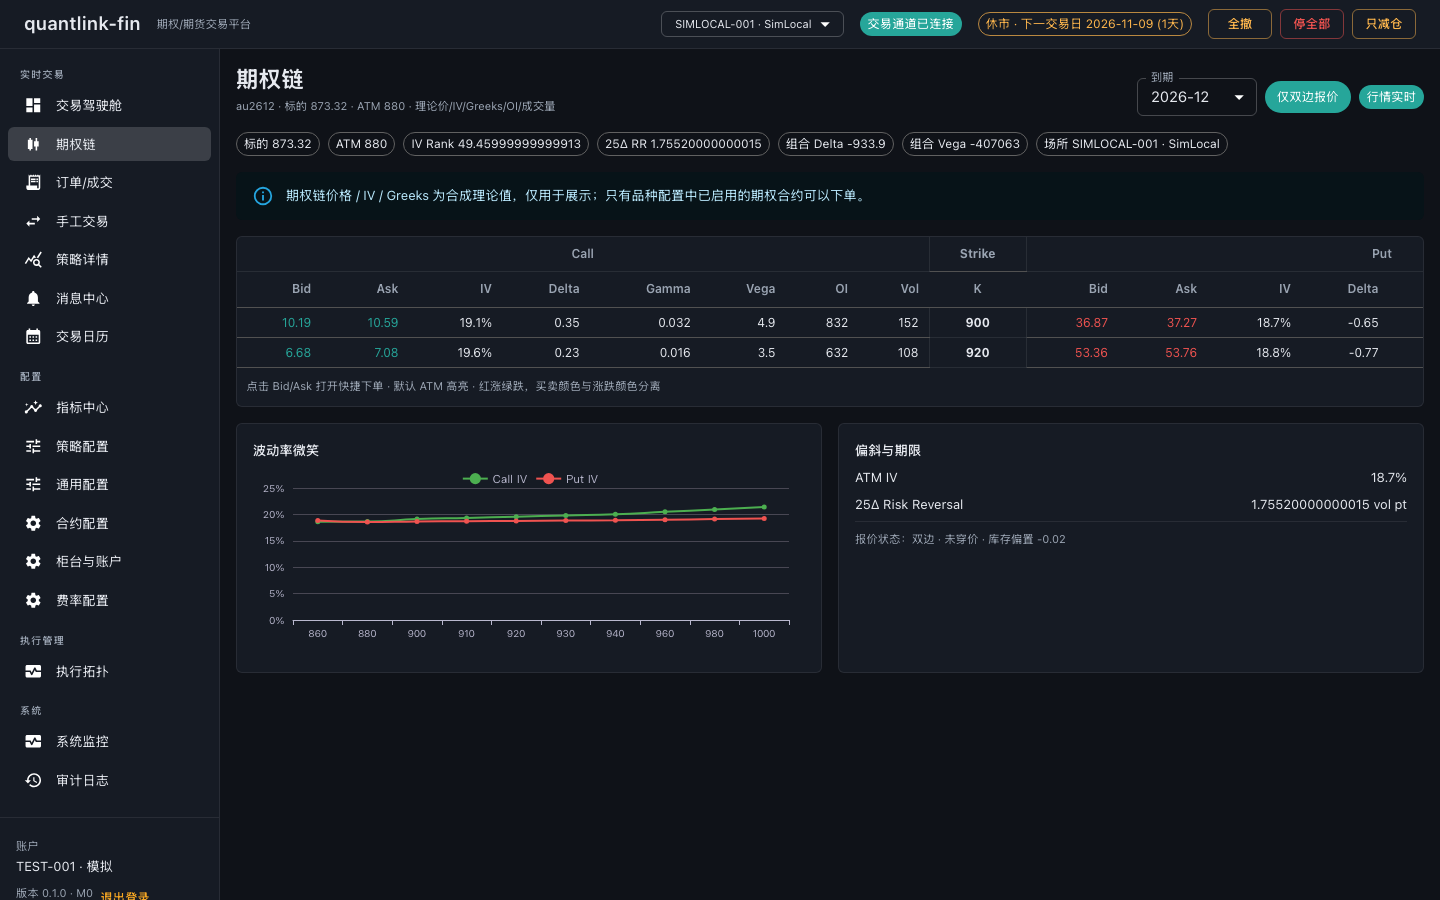 quantlink-fin 期权/期货交易平台 SIMLOCAL-001 · SimLocal 交易通道已连接 休市 · 下一交易日 2026-11-09 (1天) 全撤 停全部 只减仓
实时交易
交易驾驶舱
期权链
订单/成交
手工交易
策略详情
消息中心
交易日历
配置
指标中心
策略配置
通用配置
合约配置
柜台与账户
费率配置
执行管理
执行拓扑
系统
系统监控
审计日志
账户
TEST-001 · 模拟
版本 0.1.0 · M0 退出登录
期权链
au2612 · 标的 873.32 · ATM 880 · 理论价/IV/Greeks/OI/成交量
到期
2026-12 仅双边报价 行情实时
标的 873.32 ATM 880 IV Rank 49.45999999999913 25Δ RR 1.75520000000015 组合 Delta -933.9 组合 Vega -407063 场所 SIMLOCAL-001 · SimLocal
期权链价格 / IV / Greeks 为合成理论值，仅用于展示；只有品种配置中已启用的期权合约可以下单。
Call Strike Put
Bid Ask IV Delta Gamma Vega OI Vol K Bid Ask IV Delta
10.19 10.59 19.1% 0.35 0.032 4.9 832 152 900 36.87 37.27 18.7% -0.65
6.68 7.08 19.6% 0.23 0.016 3.5 632 108 920 53.36 53.76 18.8% -0.77
点击 Bid/Ask 打开快捷下单 · 默认 ATM 高亮 · 红涨绿跌，买卖颜色与涨跌颜色分离
波动率微笑
Call IV Put IV
25%
20%
15%
10%
5%
0%
860 880 900 910 920 930 940 960 980 1000
偏斜与期限
ATM IV 18.7%
25Δ Risk Reversal 1.75520000000015 vol pt
报价状态：双边 · 未穿价 · 库存偏置 -0.02